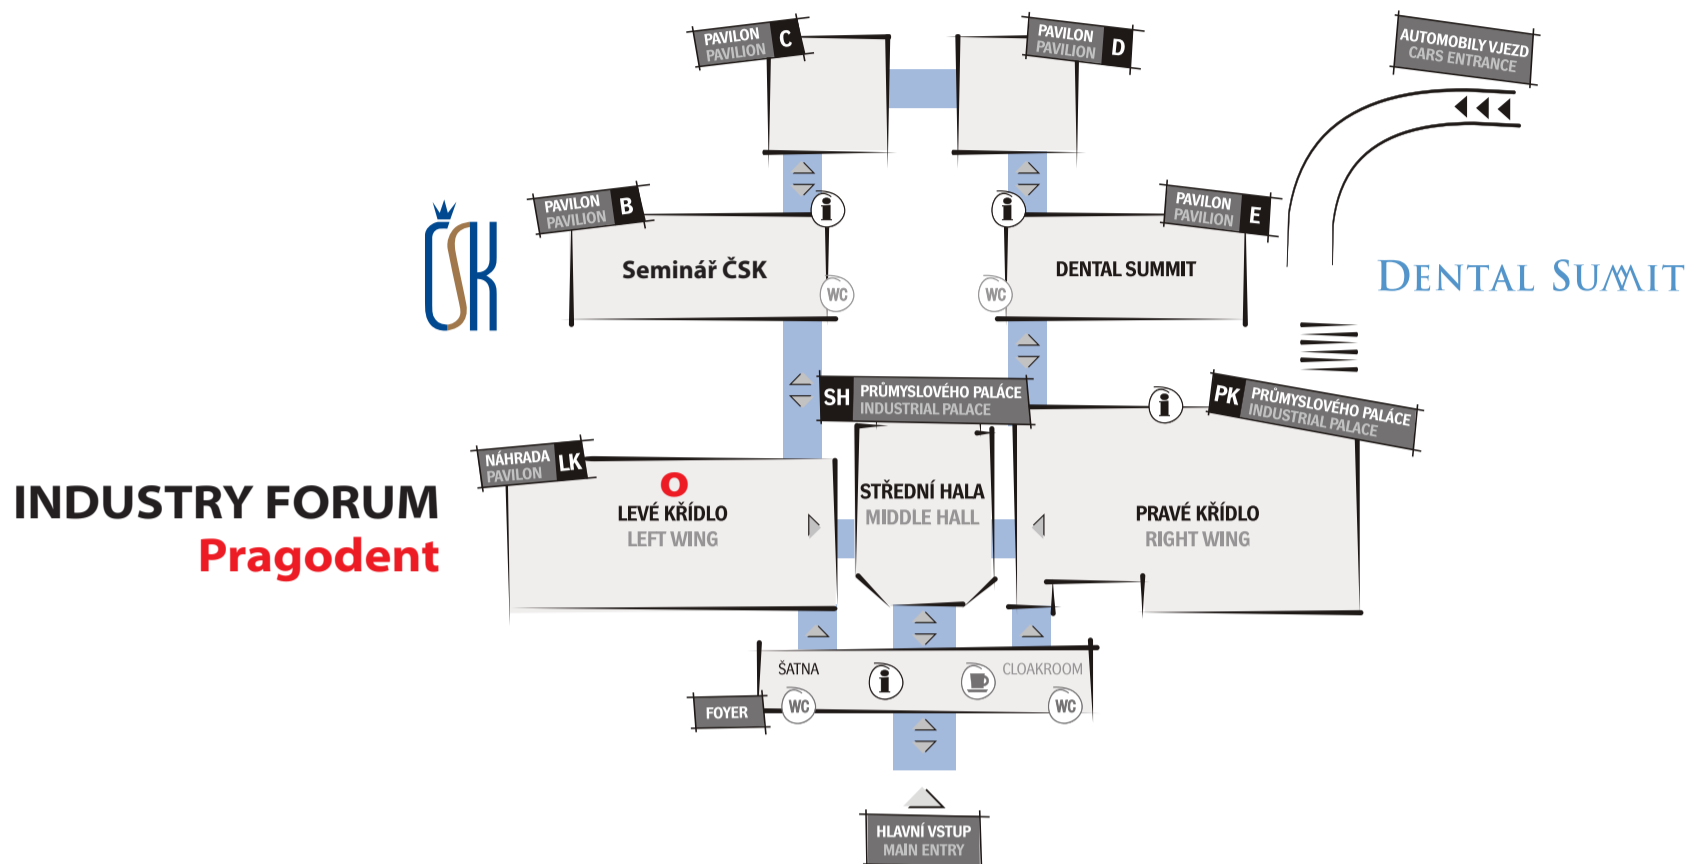 PAVILON
PAVILION
C
PAVILON
PAVILION
D
AUTOMOBILY VJEZD
CARS ENTRANCE
PAVILON
PAVILION
B
PAVILON
PAVILION
E
ČSK
Seminář ČSK
WC
DENTAL SUMMIT
WC
DENTAL SUMMIT
SH
PRŮMYSLOVÉHO PALÁCE
INDUSTRIAL PALACE
PK
PRŮMYSLOVÉHO PALÁCE
INDUSTRIAL PALACE
NÁHRADA
PAVILON
LK
INDUSTRY FORUM
Pragodent
O
LEVÉ KŘÍDLO
LEFT WING
STŘEDNÍ HALA
MIDDLE HALL
PRAVÉ KŘÍDLO
RIGHT WING
ŠATNA
CLOAKROOM
FOYER
WC
WC
HLAVNÍ VSTUP
MAIN ENTRY